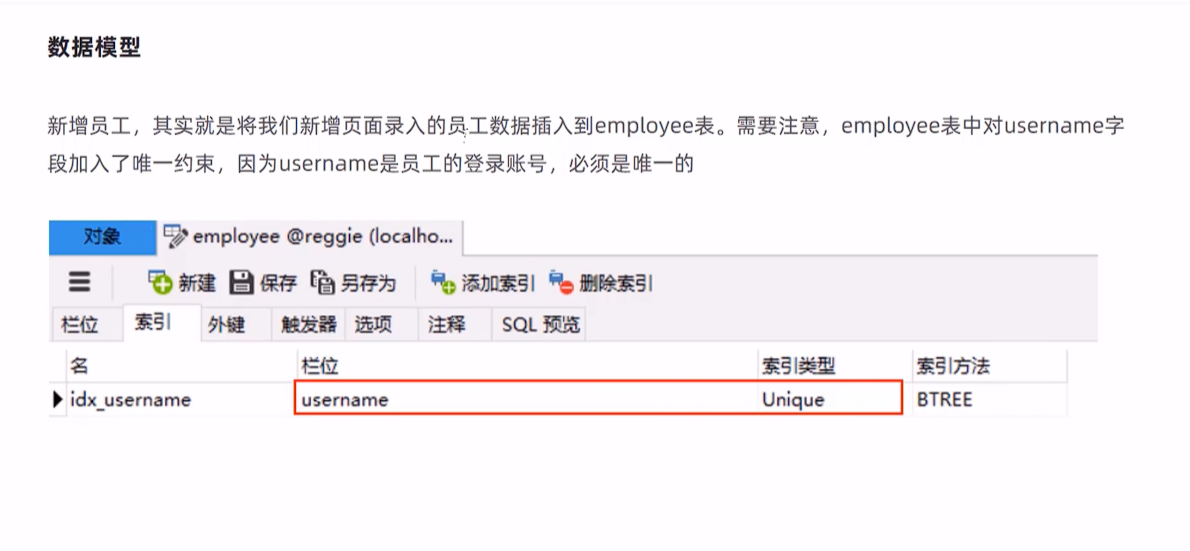 数据模型
新增员工，其实就是将我们新增页面录入的员工数据插入到employee表。需要注意，employee表中对username字
段加入了唯一约束，因为username是员工的登录账号，必须是唯一的
对象 employee @reggie (localho...
新建 保存 另存为 添加索引 删除索引
栏位 索引 外键 触发器 选项 注释 SQL 预览
名 栏位 索引类型 索引方法
idx_username username Unique BTREE